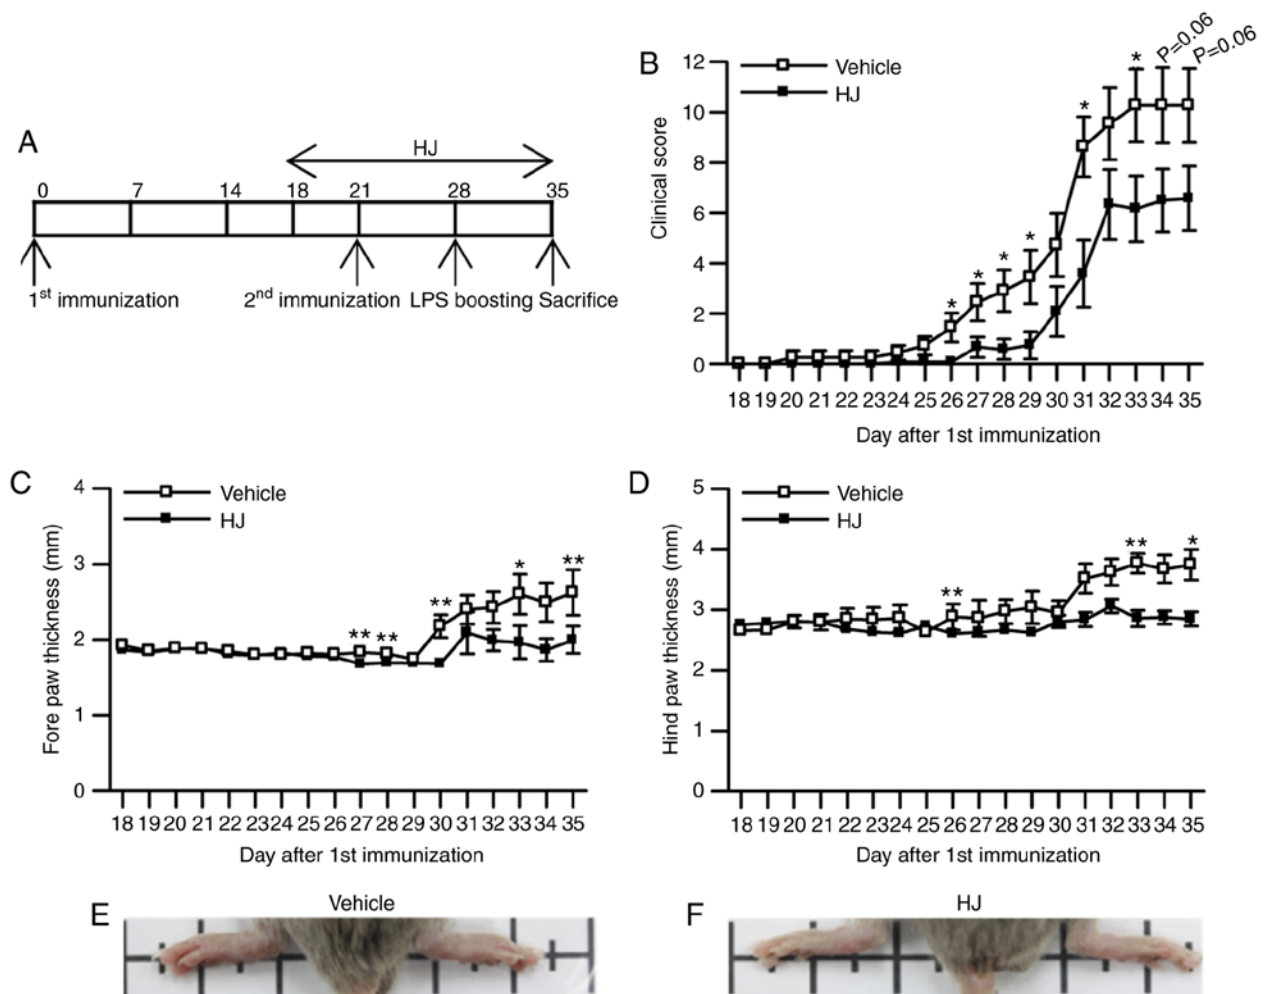 A
HJ
0 7 14 18 21 28 35
1st immunization 2nd immunization LPS boosting Sacrifice
B
Vehicle
HJ
* * * * * * P=0.06 P=0.06
Clinical score
12
10
8
6
4
2
0
18 19 20 21 22 23 24 25 26 27 28 29 30 31 32 33 34 35
Day after 1st immunization
C
Vehicle
HJ
** ** ** * **
Fore paw thickness (mm)
4
3
2
1
0
18 19 20 21 22 23 24 25 26 27 28 29 30 31 32 33 34 35
Day after 1st immunization
D
Vehicle
HJ
** ** *
Hind paw thickness (mm)
5
4
3
2
1
0
18 19 20 21 22 23 24 25 26 27 28 29 30 31 32 33 34 35
Day after 1st immunization
E
Vehicle
F
HJ